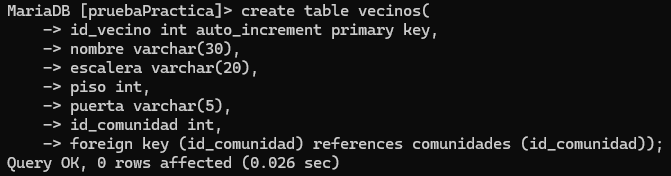 MariaDB [pruebaPractica]> create table vecinos(
    -> id_vecino int auto_increment primary key,
    -> nombre varchar(30),
    -> escalera varchar(20),
    -> piso int,
    -> puerta varchar(5),
    -> id_comunidad int,
    -> foreign key (id_comunidad) references comunidades (id_comunidad));
Query OK, 0 rows affected (0.026 sec)